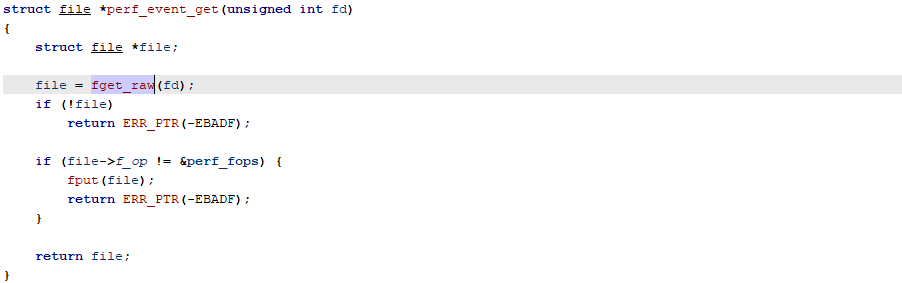 struct file *perf_event_get(unsigned int fd)
{
    struct file *file;
    file = fget_raw(fd);
    if (!file)
        return ERR_PTR(-EBADF);
    if (file->f_op != &perf_fops) {
        fput(file);
        return ERR_PTR(-EBADF);
    }
    return file;
}